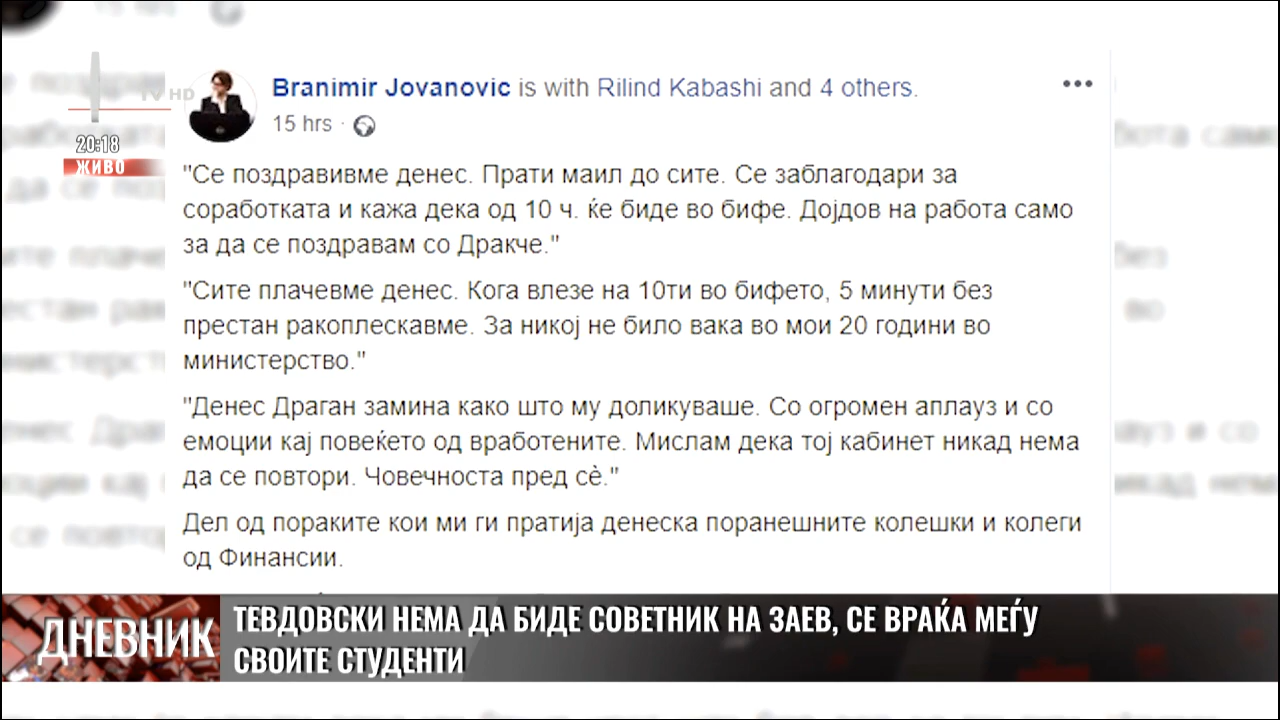 Branimir Jovanovic is with Rilind Kabashi and 4 others.
TV HD
15 hrs ·
20:18
ЖИВО
"Се поздравивме денес. Прати маил до сите. Се заблагодари за
соработката и кажа дека од 10 ч. ќе биде во бифе. Дојдов на работа само
за да се поздравам со Дракче."
"Сите плачевме денес. Кога влезе на 10ти во бифето, 5 минути без
престан ракоплескавме. За никој не било вака во мои 20 години во
министерство."
"Денес Драган замина како што му доликуваше. Со огромен аплауз и со
емоции кај повеќето од вработените. Мислам дека тој кабинет никад нема
да се повтори. Човечноста пред сѐ."
Дел од пораките кои ми ги пратија денеска поранешните колешки и колеги
од Финансии.
ДНЕВНИК
ТЕВДОВСКИ НЕМА ДА БИДЕ СОВЕТНИК НА ЗАЕВ, СЕ ВРАЌА МЕЃУ
СВОИТЕ СТУДЕНТИ